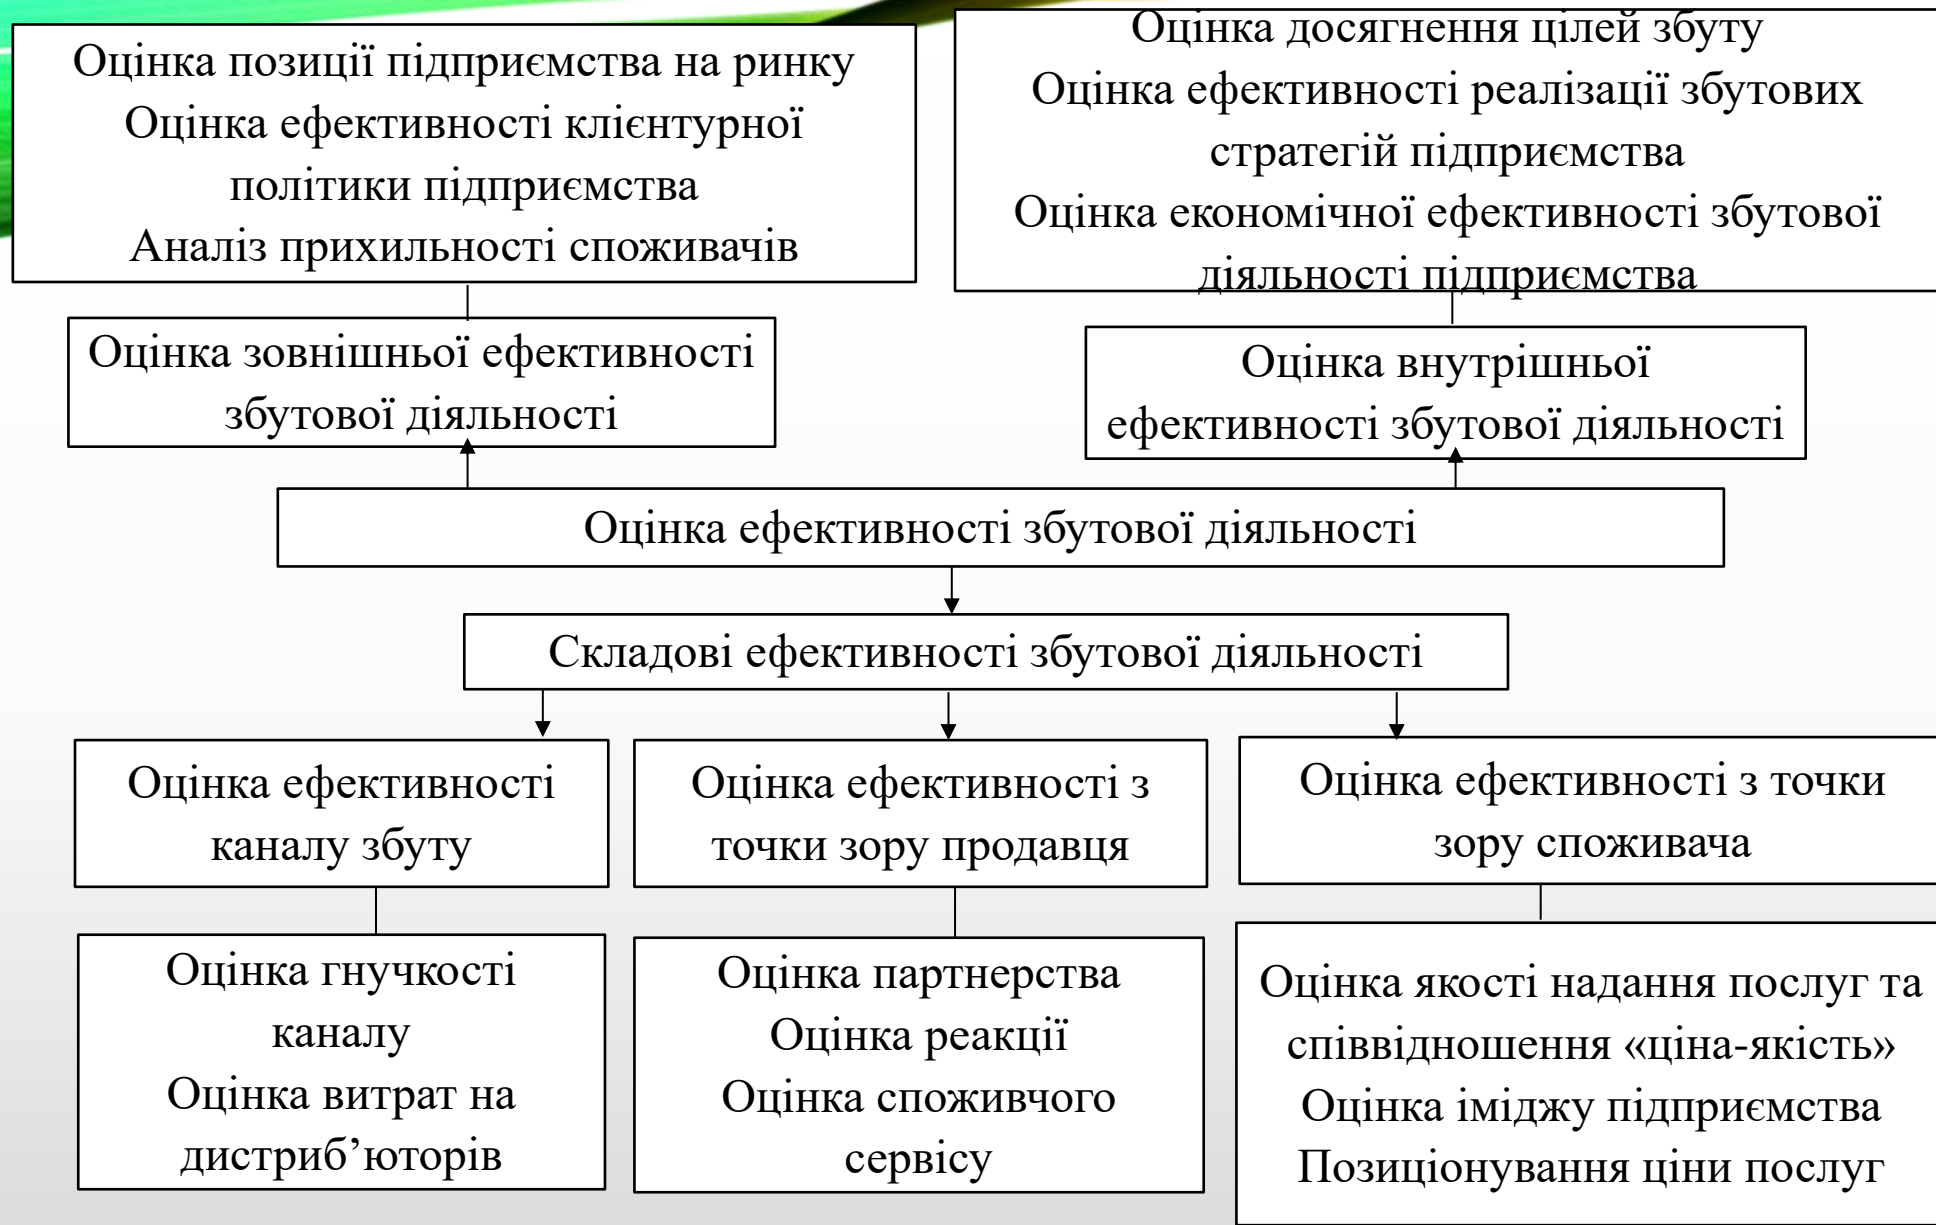 Оцінка позиції підприємства на ринку
Оцінка ефективності клієнтурної
політики підприємства
Аналіз прихильності споживачів
Оцінка досягнення цілей збуту
Оцінка ефективності реалізації збутових
стратегій підприємства
Оцінка економічної ефективності збутової
діяльності підприємства
Оцінка зовнішньої ефективності
збутової діяльності
Оцінка внутрішньої
ефективності збутової діяльності
Оцінка ефективності збутової діяльності
Складові ефективності збутової діяльності
Оцінка ефективності
каналу збуту
Оцінка ефективності з
точки зору продавця
Оцінка ефективності з точки
зору споживача
Оцінка гнучкості
каналу
Оцінка витрат на
дистриб’юторів
Оцінка партнерства
Оцінка реакції
Оцінка споживчого
сервісу
Оцінка якості надання послуг та
співвідношення «ціна-якість»
Оцінка іміджу підприємства
Позиціонування ціни послуг